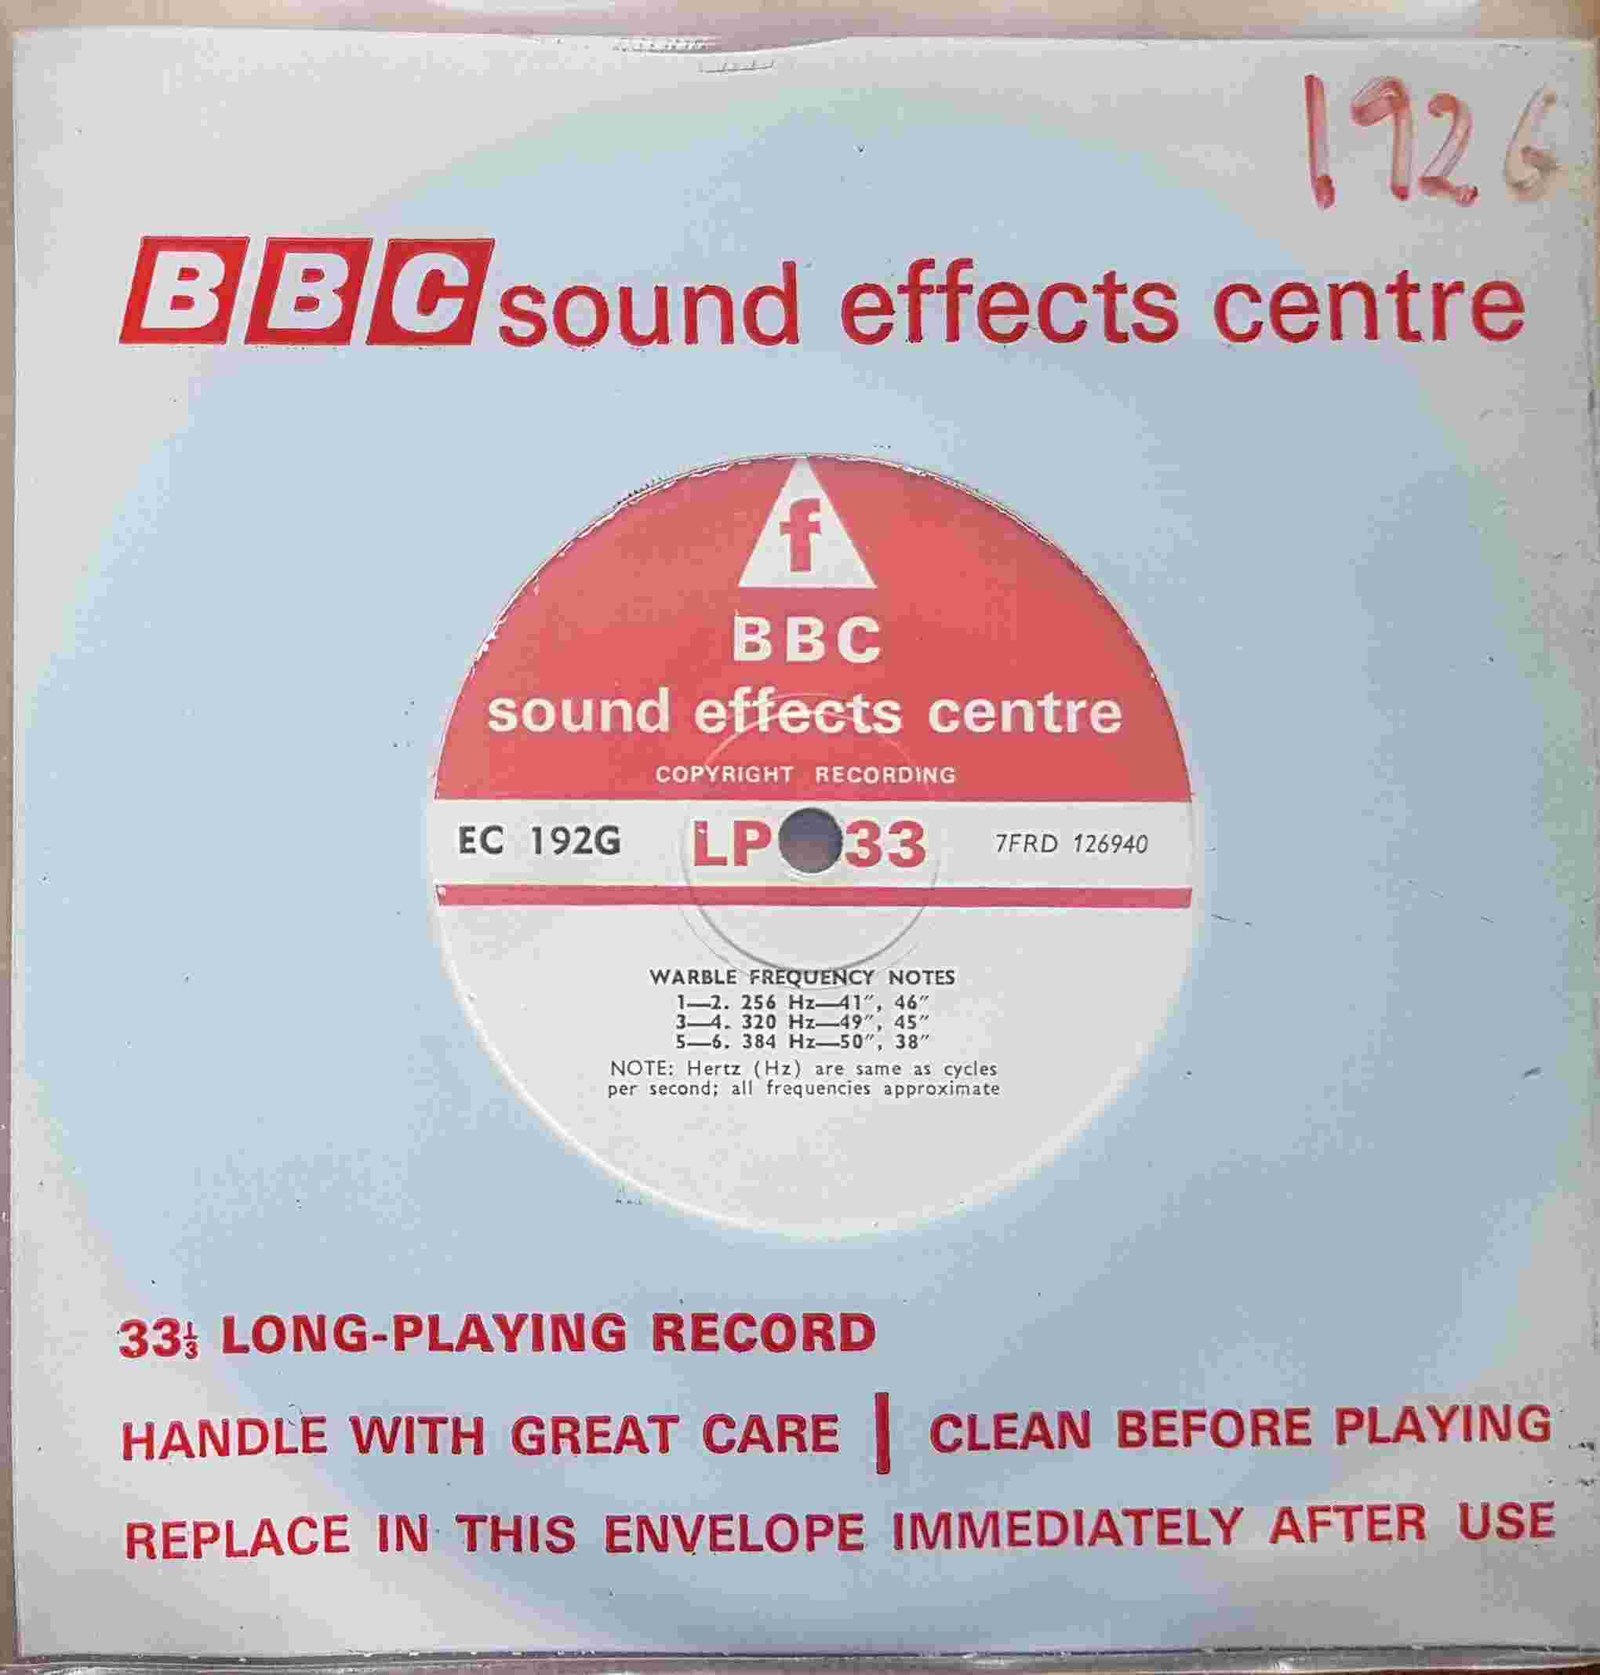 192G
BBC sound effects centre
f
BBC
sound effects centre
COPYRIGHT RECORDING
EC 192G LP 33 7FRD 126940
WARBLE FREQUENCY NOTES
1—2. 256 Hz—41″, 46″
3—4. 320 Hz—49″, 45″
5—6. 384 Hz—50″, 38″
NOTE: Hertz (Hz) are same as cycles
per second; all frequencies approximate
33⅓ LONG-PLAYING RECORD
HANDLE WITH GREAT CARE | CLEAN BEFORE PLAYING
REPLACE IN THIS ENVELOPE IMMEDIATELY AFTER USE